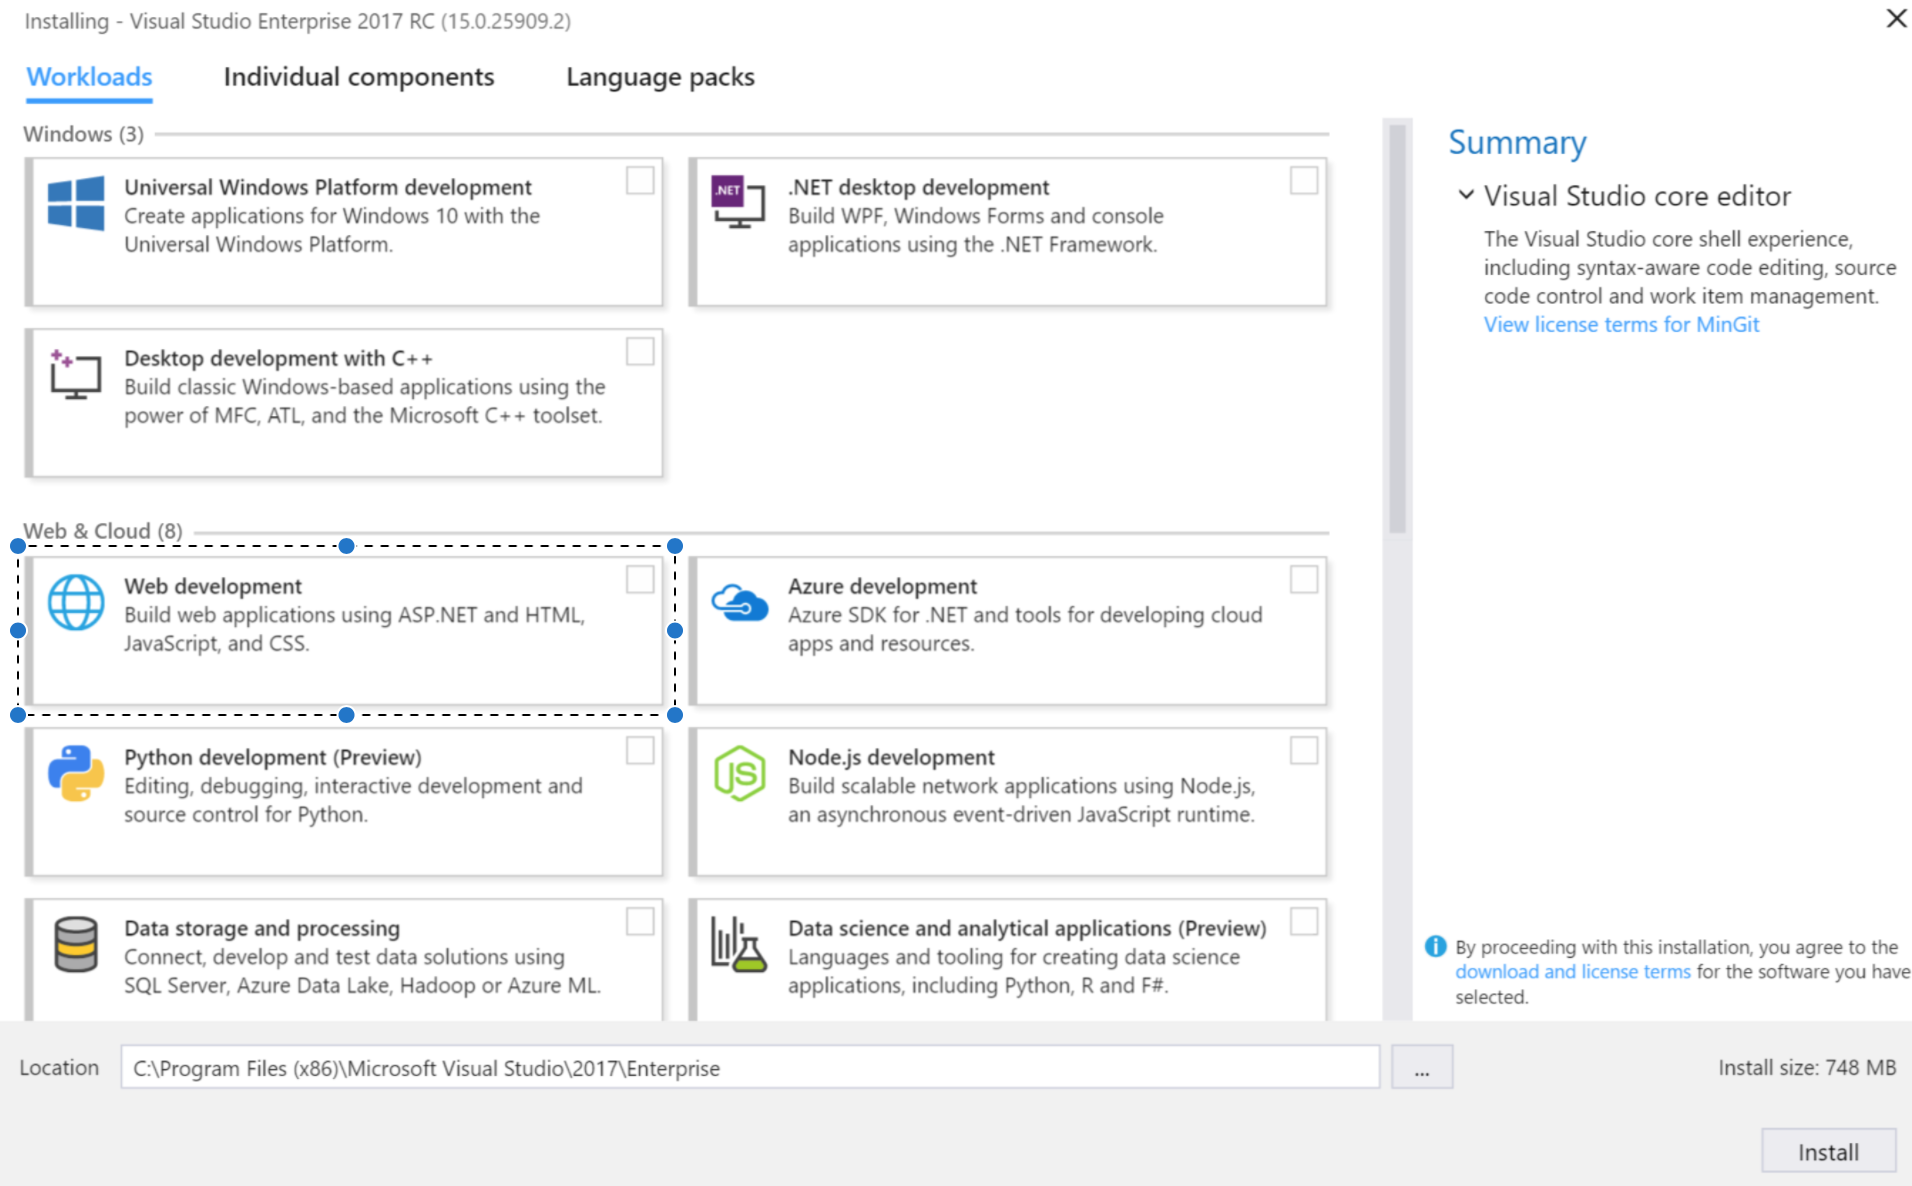 Installing - Visual Studio Enterprise 2017 RC (15.0.25909.2)
Workloads
Individual components
Language packs
Windows (3)
Universal Windows Platform development
Create applications for Windows 10 with the
Universal Windows Platform.
.NET
.NET desktop development
Build WPF, Windows Forms and console
applications using the .NET Framework.
Desktop development with C++
Build classic Windows-based applications using the
power of MFC, ATL, and the Microsoft C++ toolset.
Web & Cloud (8)
Web development
Build web applications using ASP.NET and HTML,
JavaScript, and CSS.
Azure development
Azure SDK for .NET and tools for developing cloud
apps and resources.
Python development (Preview)
Editing, debugging, interactive development and
source control for Python.
JS
Node.js development
Build scalable network applications using Node.js,
an asynchronous event-driven JavaScript runtime.
Data storage and processing
Connect, develop and test data solutions using
SQL Server, Azure Data Lake, Hadoop or Azure ML.
Data science and analytical applications (Preview)
Languages and tooling for creating data science
applications, including Python, R and F#.
Summary
Visual Studio core editor
The Visual Studio core shell experience,
including syntax-aware code editing, source
code control and work item management.
View license terms for MinGit
By proceeding with this installation, you agree to the
download and license terms for the software you have
selected.
Location
C:\Program Files (x86)\Microsoft Visual Studio\2017\Enterprise
...
Install size: 748 MB
Install